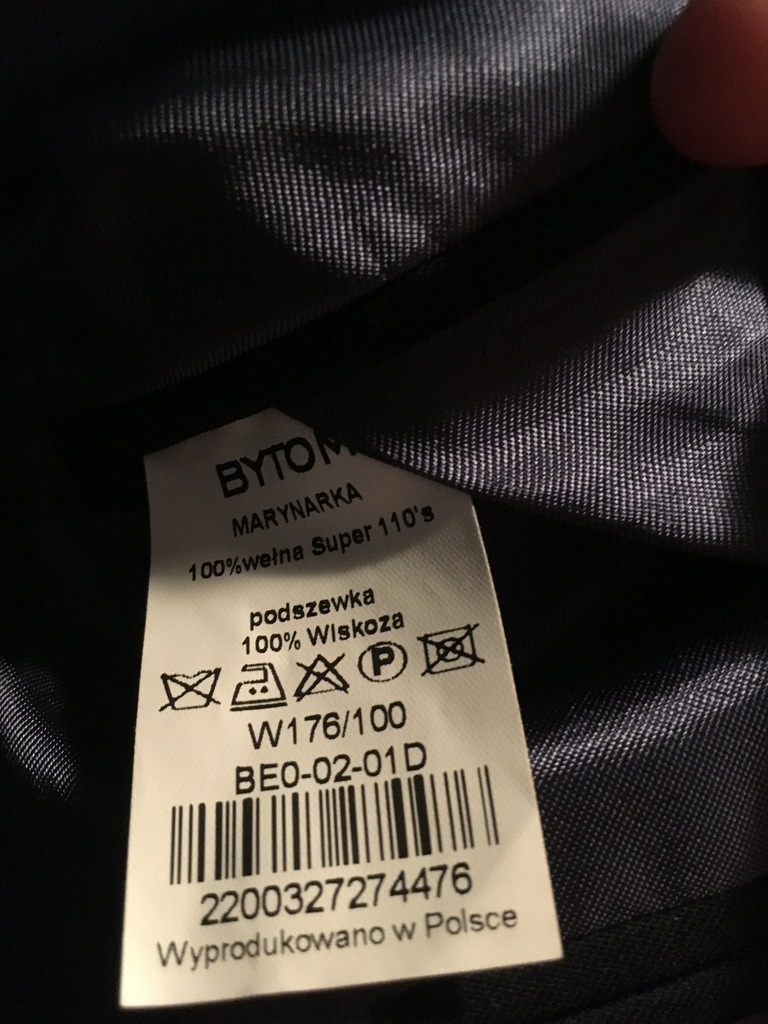 BYTOM
MARYNARKA
100%wełna Super 110's
podszewka
100% Wiskoza
P
W176/100
BE0-02-01D
2200327274476
Wyprodukowano w Polsce